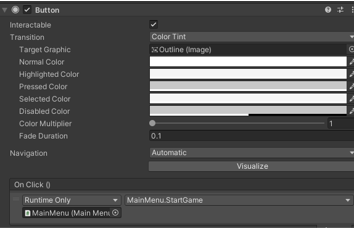 Button
Interactable
Transition Color Tint
Target Graphic Outline (Image)
Normal Color
Highlighted Color
Pressed Color
Selected Color
Disabled Color
Color Multiplier 1
Fade Duration 0.1
Navigation Automatic
Visualize
On Click ()
Runtime Only MainMenu.StartGame
MainMenu (Main Menu